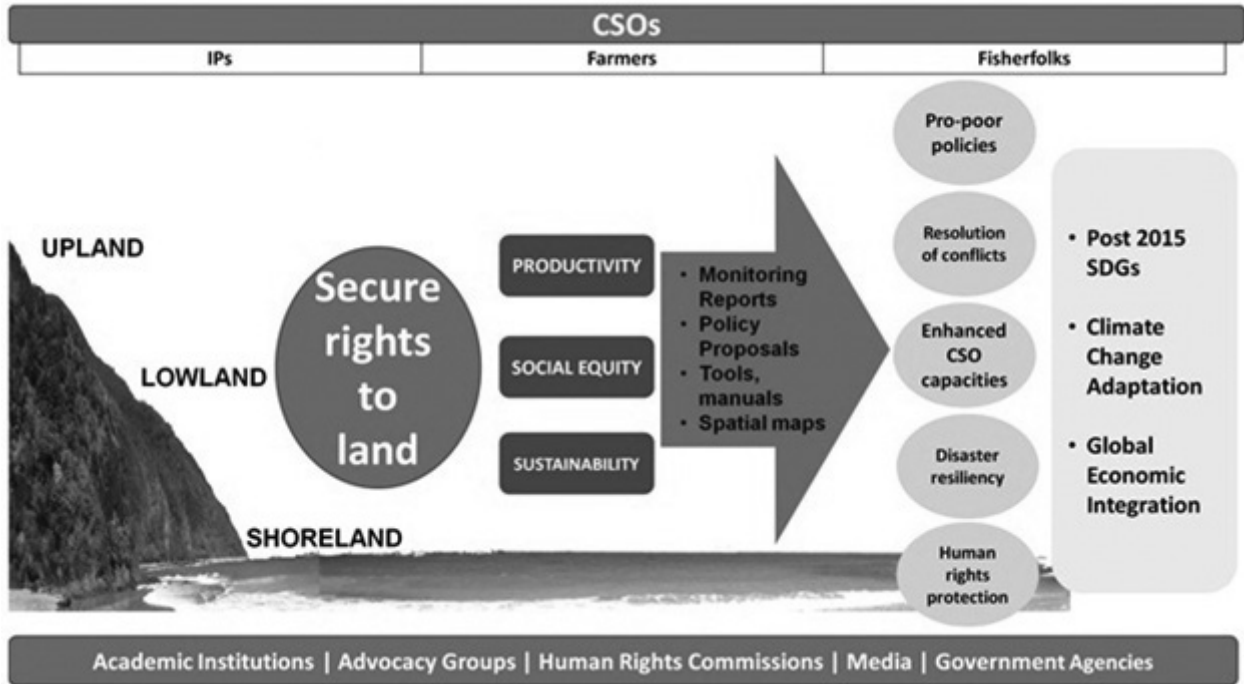 CSOs
IPs
Farmers
Fisherfolks
UPLAND
LOWLAND
SHORELAND
Secure
rights
to
land
PRODUCTIVITY
SOCIAL EQUITY
SUSTAINABILITY
• Monitoring
Reports
• Policy
Proposals
• Tools,
manuals
• Spatial maps
Pro-poor
policies
Resolution
of conflicts
Enhanced
CSO
capacities
Disaster
resiliency
Human
rights
protection
• Post 2015
SDGs
• Climate
Change
Adaptation
• Global
Economic
Integration
Academic Institutions | Advocacy Groups | Human Rights Commissions | Media | Government Agencies